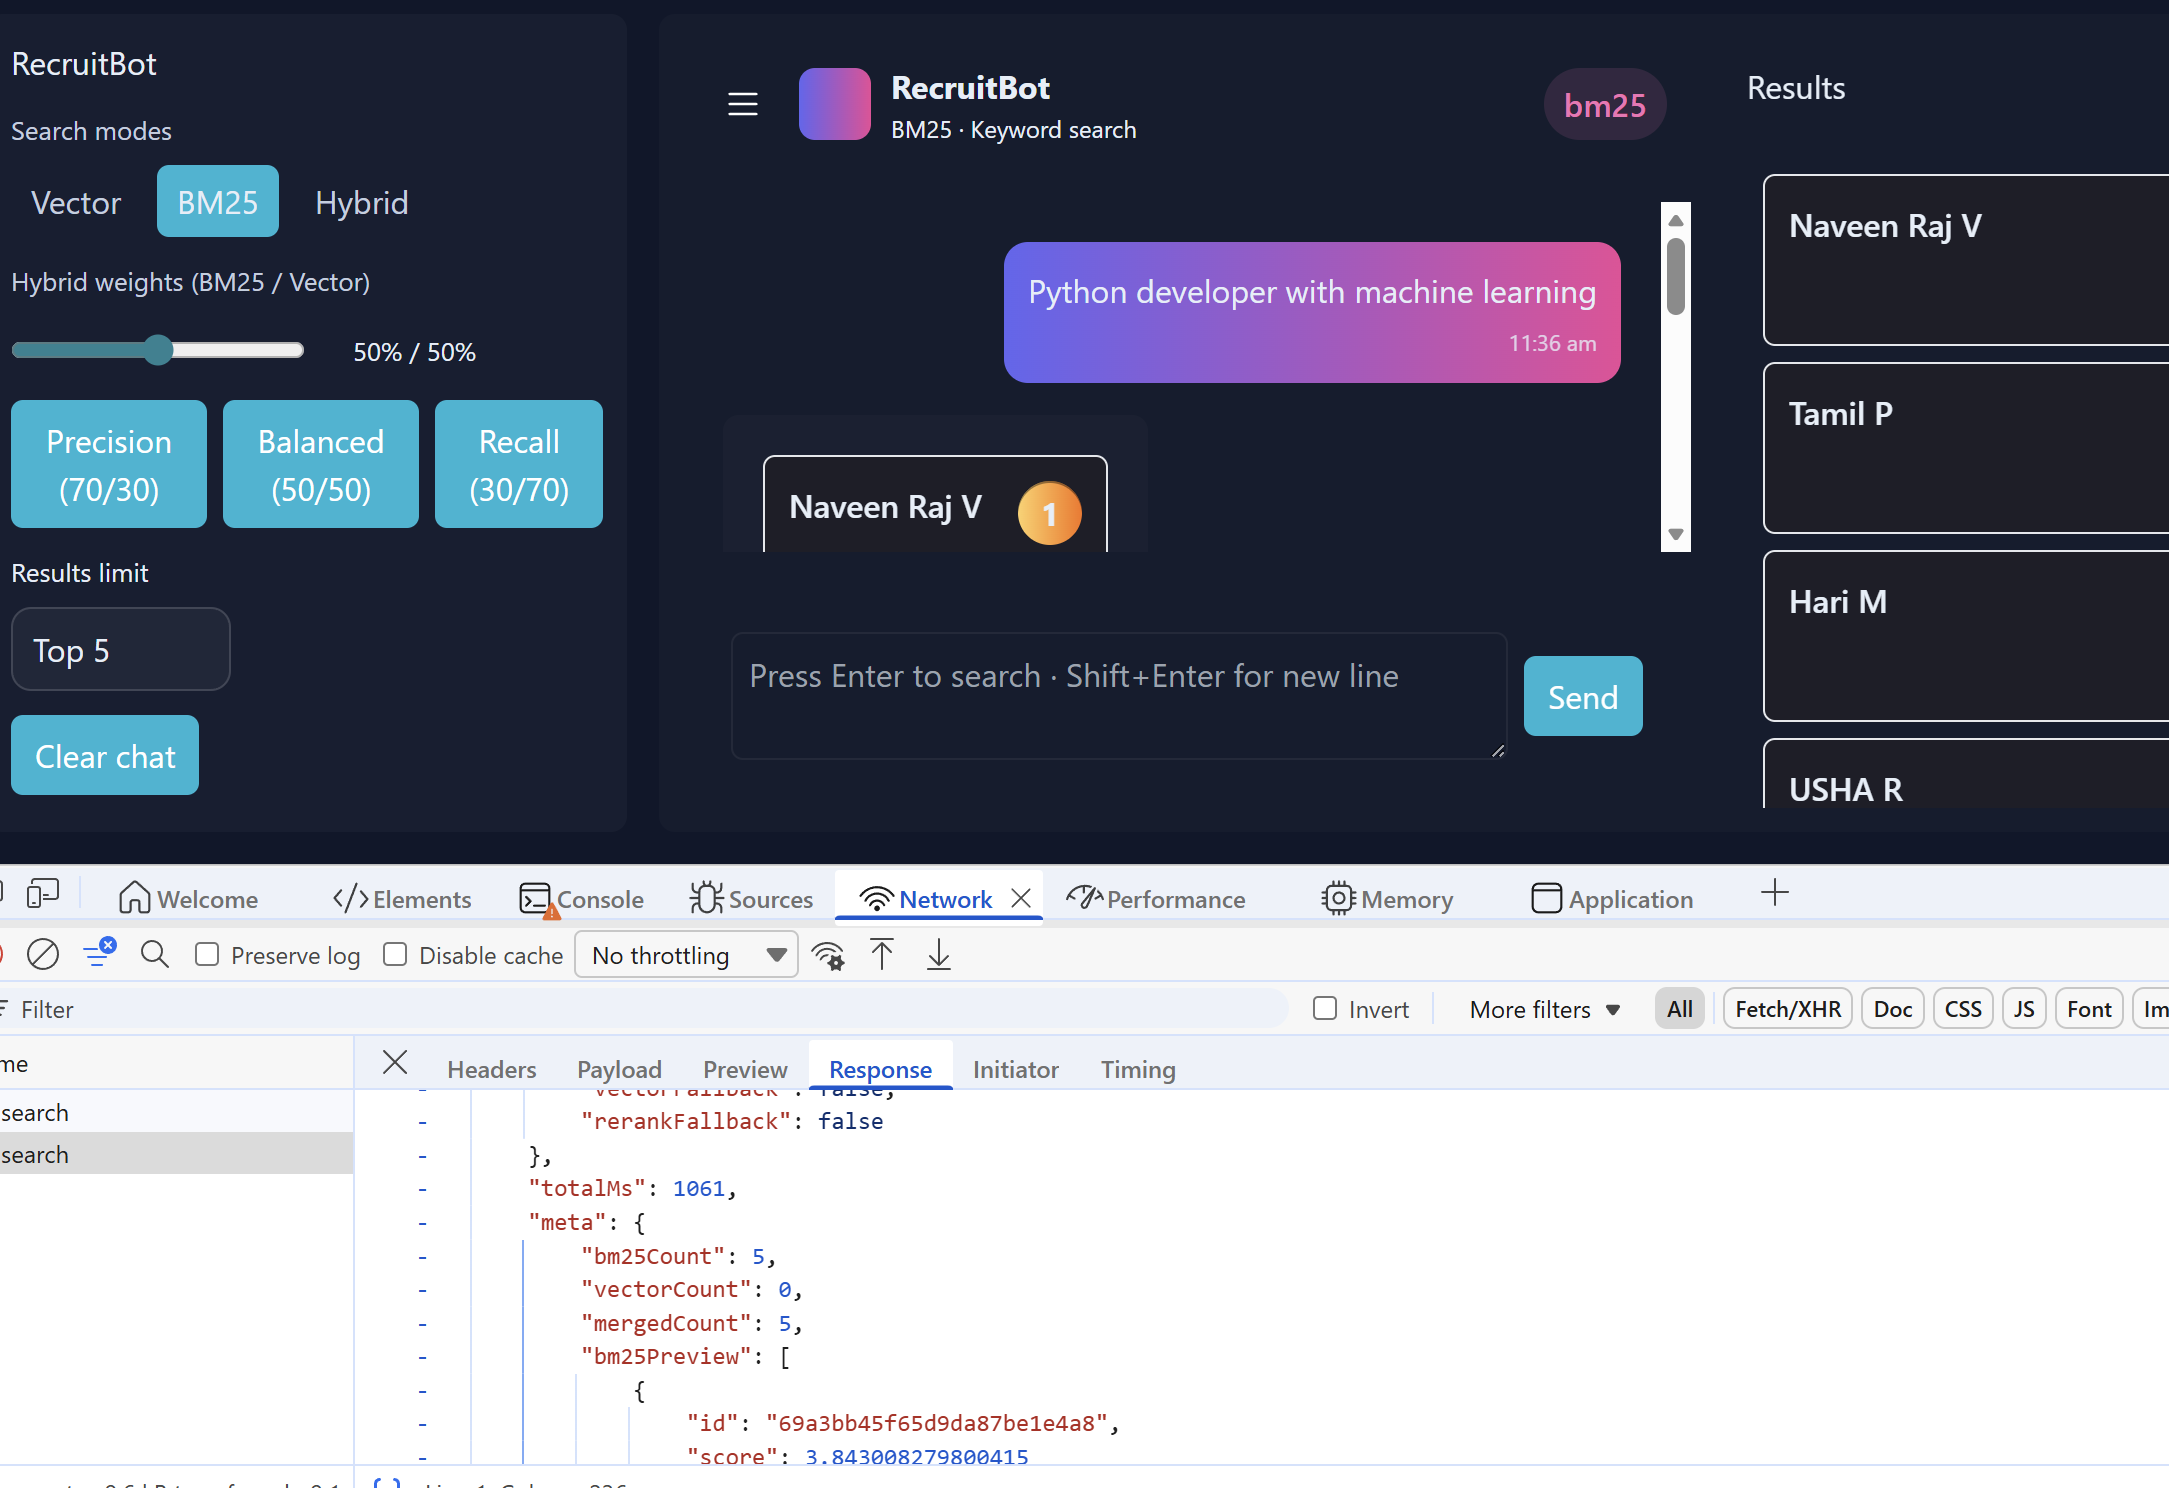 RecruitBot
Search modes
Vector
BM25
Hybrid
Hybrid weights (BM25 / Vector)
50% / 50%
Precision
(70/30)
Balanced
(50/50)
Recall
(30/70)
Results limit
Top 5
Clear chat
RecruitBot
BM25 · Keyword search
bm25
Python developer with machine learning
11:36 am
Naveen Raj V
1
Press Enter to search · Shift+Enter for new line
Send
Results
Naveen Raj V
Tamil P
Hari M
USHA R
Welcome
Elements
Console
Sources
Network
Performance
Memory
Application
Preserve log
Disable cache
No throttling
Filter
Invert
More filters
All
Fetch/XHR
Doc
CSS
JS
Font
Im
me
Headers
Payload
Preview
Response
Initiator
Timing
search
search
"vectorFallback": false,
"rerankFallback": false
},
"totalMs": 1061,
"meta": {
"bm25Count": 5,
"vectorCount": 0,
"mergedCount": 5,
"bm25Preview": [
{
"id": "69a3bb45f65d9da87be1e4a8",
"score": 3.843008279800415